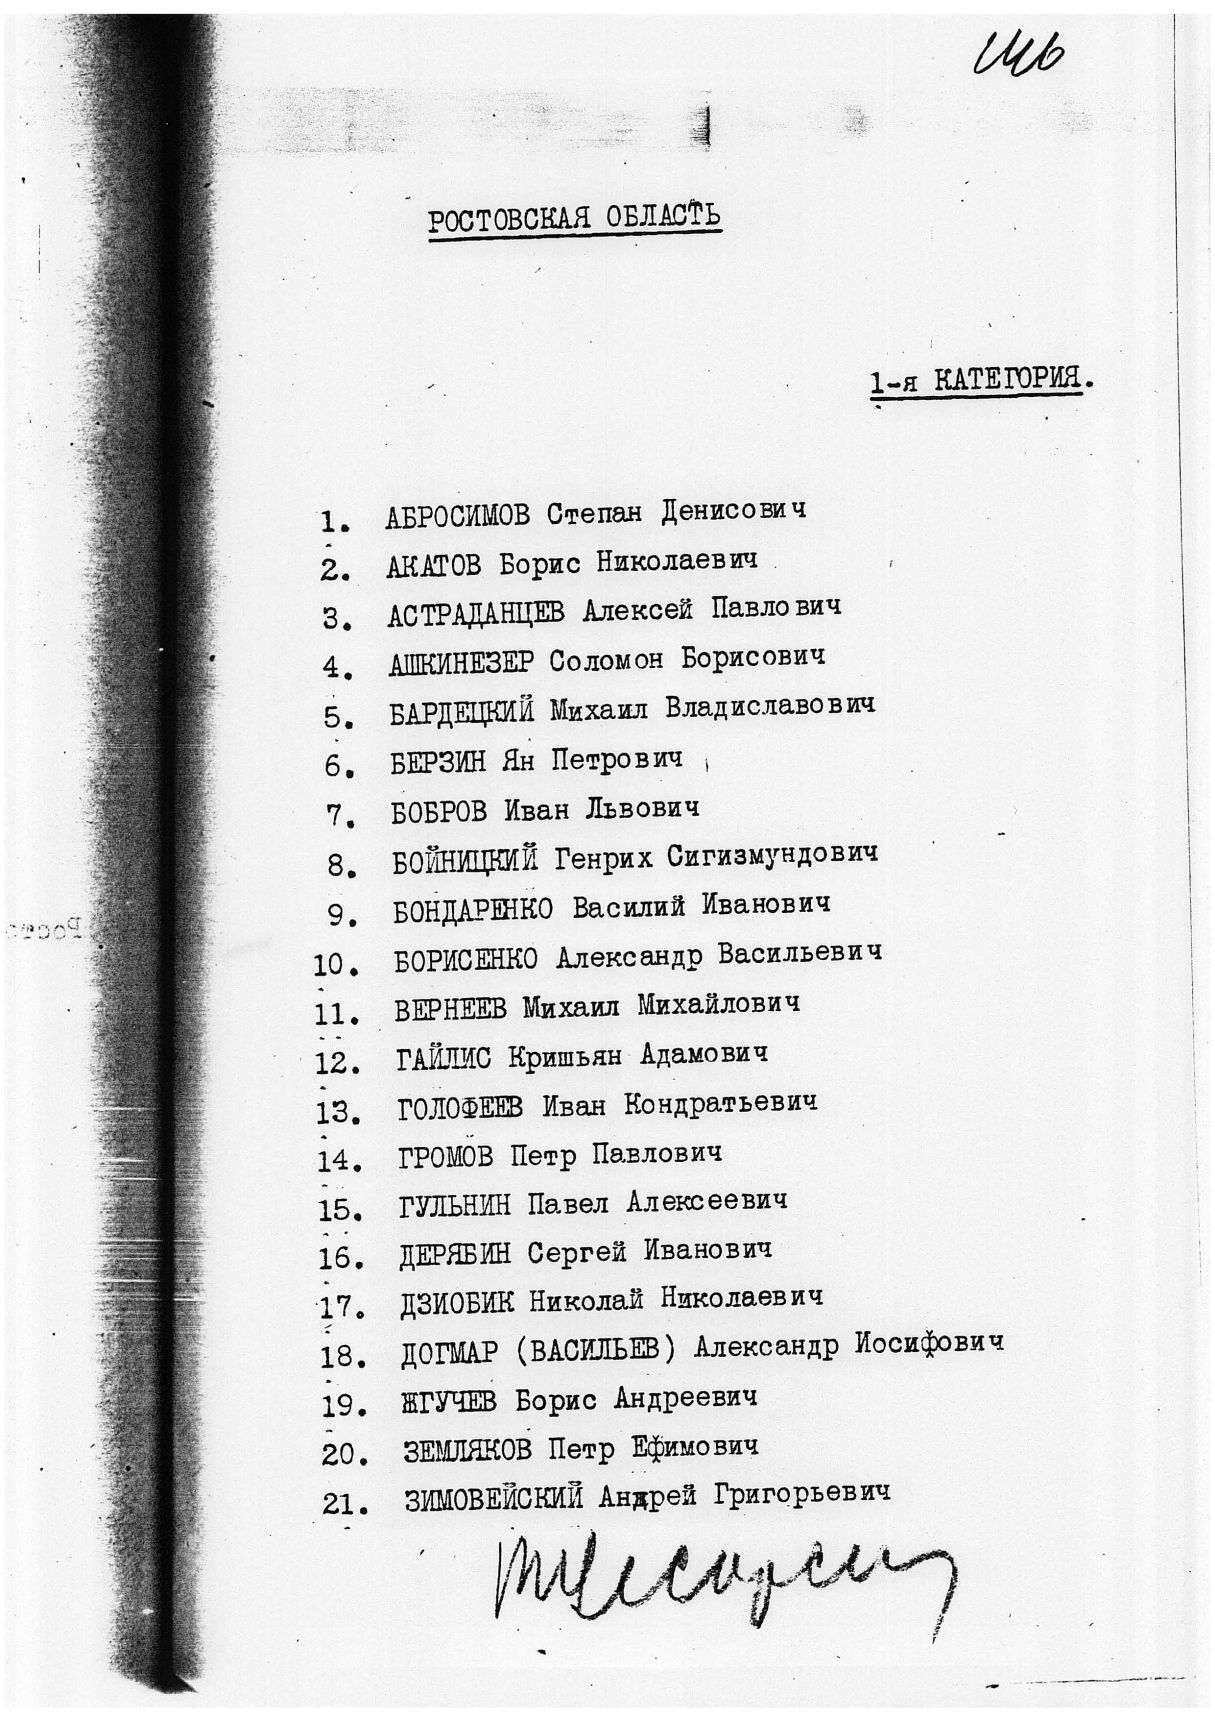 146
РОСТОВСКАЯ ОБЛАСТЬ
1-я КАТЕГОРИЯ.
1. АБРОСИМОВ Степан Денисович
2. АКАТОВ Борис Николаевич
3. АСТРАДАНЦЕВ Алексей Павлович
4. АШКИНЕЗЕР Соломон Борисович
5. БАРДЕЦКИЙ Михаил Владиславович
6. БЕРЗИН Ян Петрович
7. БОБРОВ Иван Львович
8. БОЙНИЦКИЙ Генрих Сигизмундович
9. БОНДАРЕНКО Василий Иванович
10. БОРИСЕНКО Александр Васильевич
11. ВЕРНЕЕВ Михаил Михайлович
12. ГАЙЛИС Кришьян Адамович
13. ГОЛОФЕЕВ Иван Кондратьевич
14. ГРОМОВ Петр Павлович
15. ГУЛЬНИН Павел Алексеевич
16. ДЕРЯБИН Сергей Иванович
17. ДЗИОБИК Николай Николаевич
18. ДОГМАР (ВАСИЛЬЕВ) Александр Иосифович
19. ЖГУЧЕВ Борис Андреевич
20. ЗЕМЛЯКОВ Петр Ефимович
21. ЗИМОВЕЙСКИЙ Андрей Григорьевич